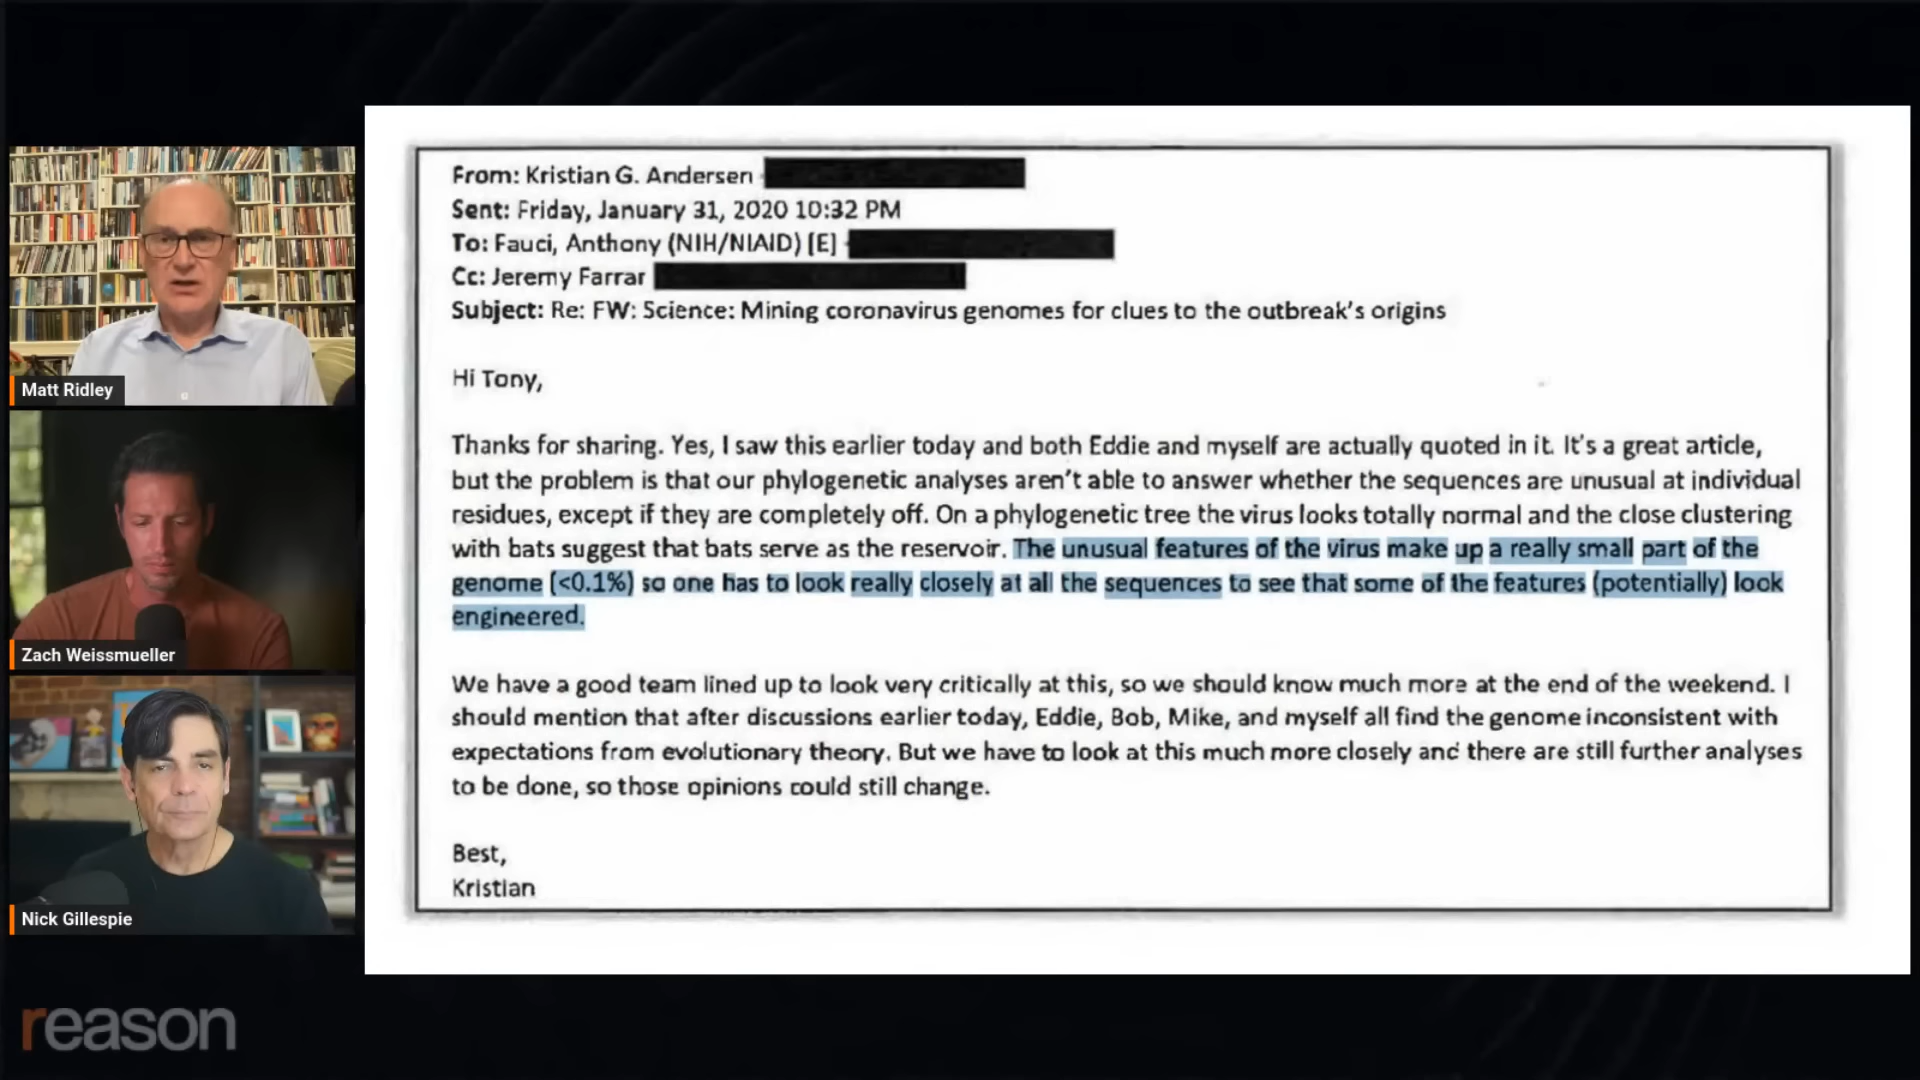 From: Kristian G. Andersen
Sent: Friday, January 31, 2020 10:32 PM
To: Fauci, Anthony (NIH/NIAID) [E]
Cc: Jeremy Farrar
Subject: Re: FW: Science: Mining coronavirus genomes for clues to the outbreak's origins
Hi Tony,
Thanks for sharing. Yes, I saw this earlier today and both Eddie and myself are actually quoted in it. It's a great article,
but the problem is that our phylogenetic analyses aren't able to answer whether the sequences are unusual at individual
residues, except if they are completely off. On a phylogenetic tree the virus looks totally normal and the close clustering
with bats suggest that bats serve as the reservoir. The unusual features of the virus make up a really small part of the
genome (<0.1%) so one has to look really closely at all the sequences to see that some of the features (potentially) look
engineered.
We have a good team lined up to look very critically at this, so we should know much more at the end of the weekend. I
should mention that after discussions earlier today, Eddie, Bob, Mike, and myself all find the genome inconsistent with
expectations from evolutionary theory. But we have to look at this much more closely and there are still further analyses
to be done, so those opinions could still change.
Best,
Kristian
Matt Ridley
Zach Weissmueller
Nick Gillespie
reason